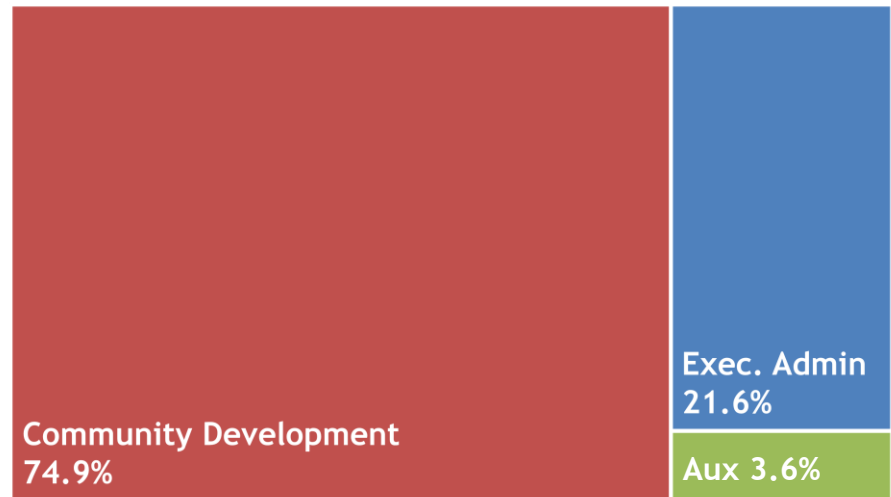 Community Development
74.9%
Exec. Admin
21.6%
Aux 3.6%